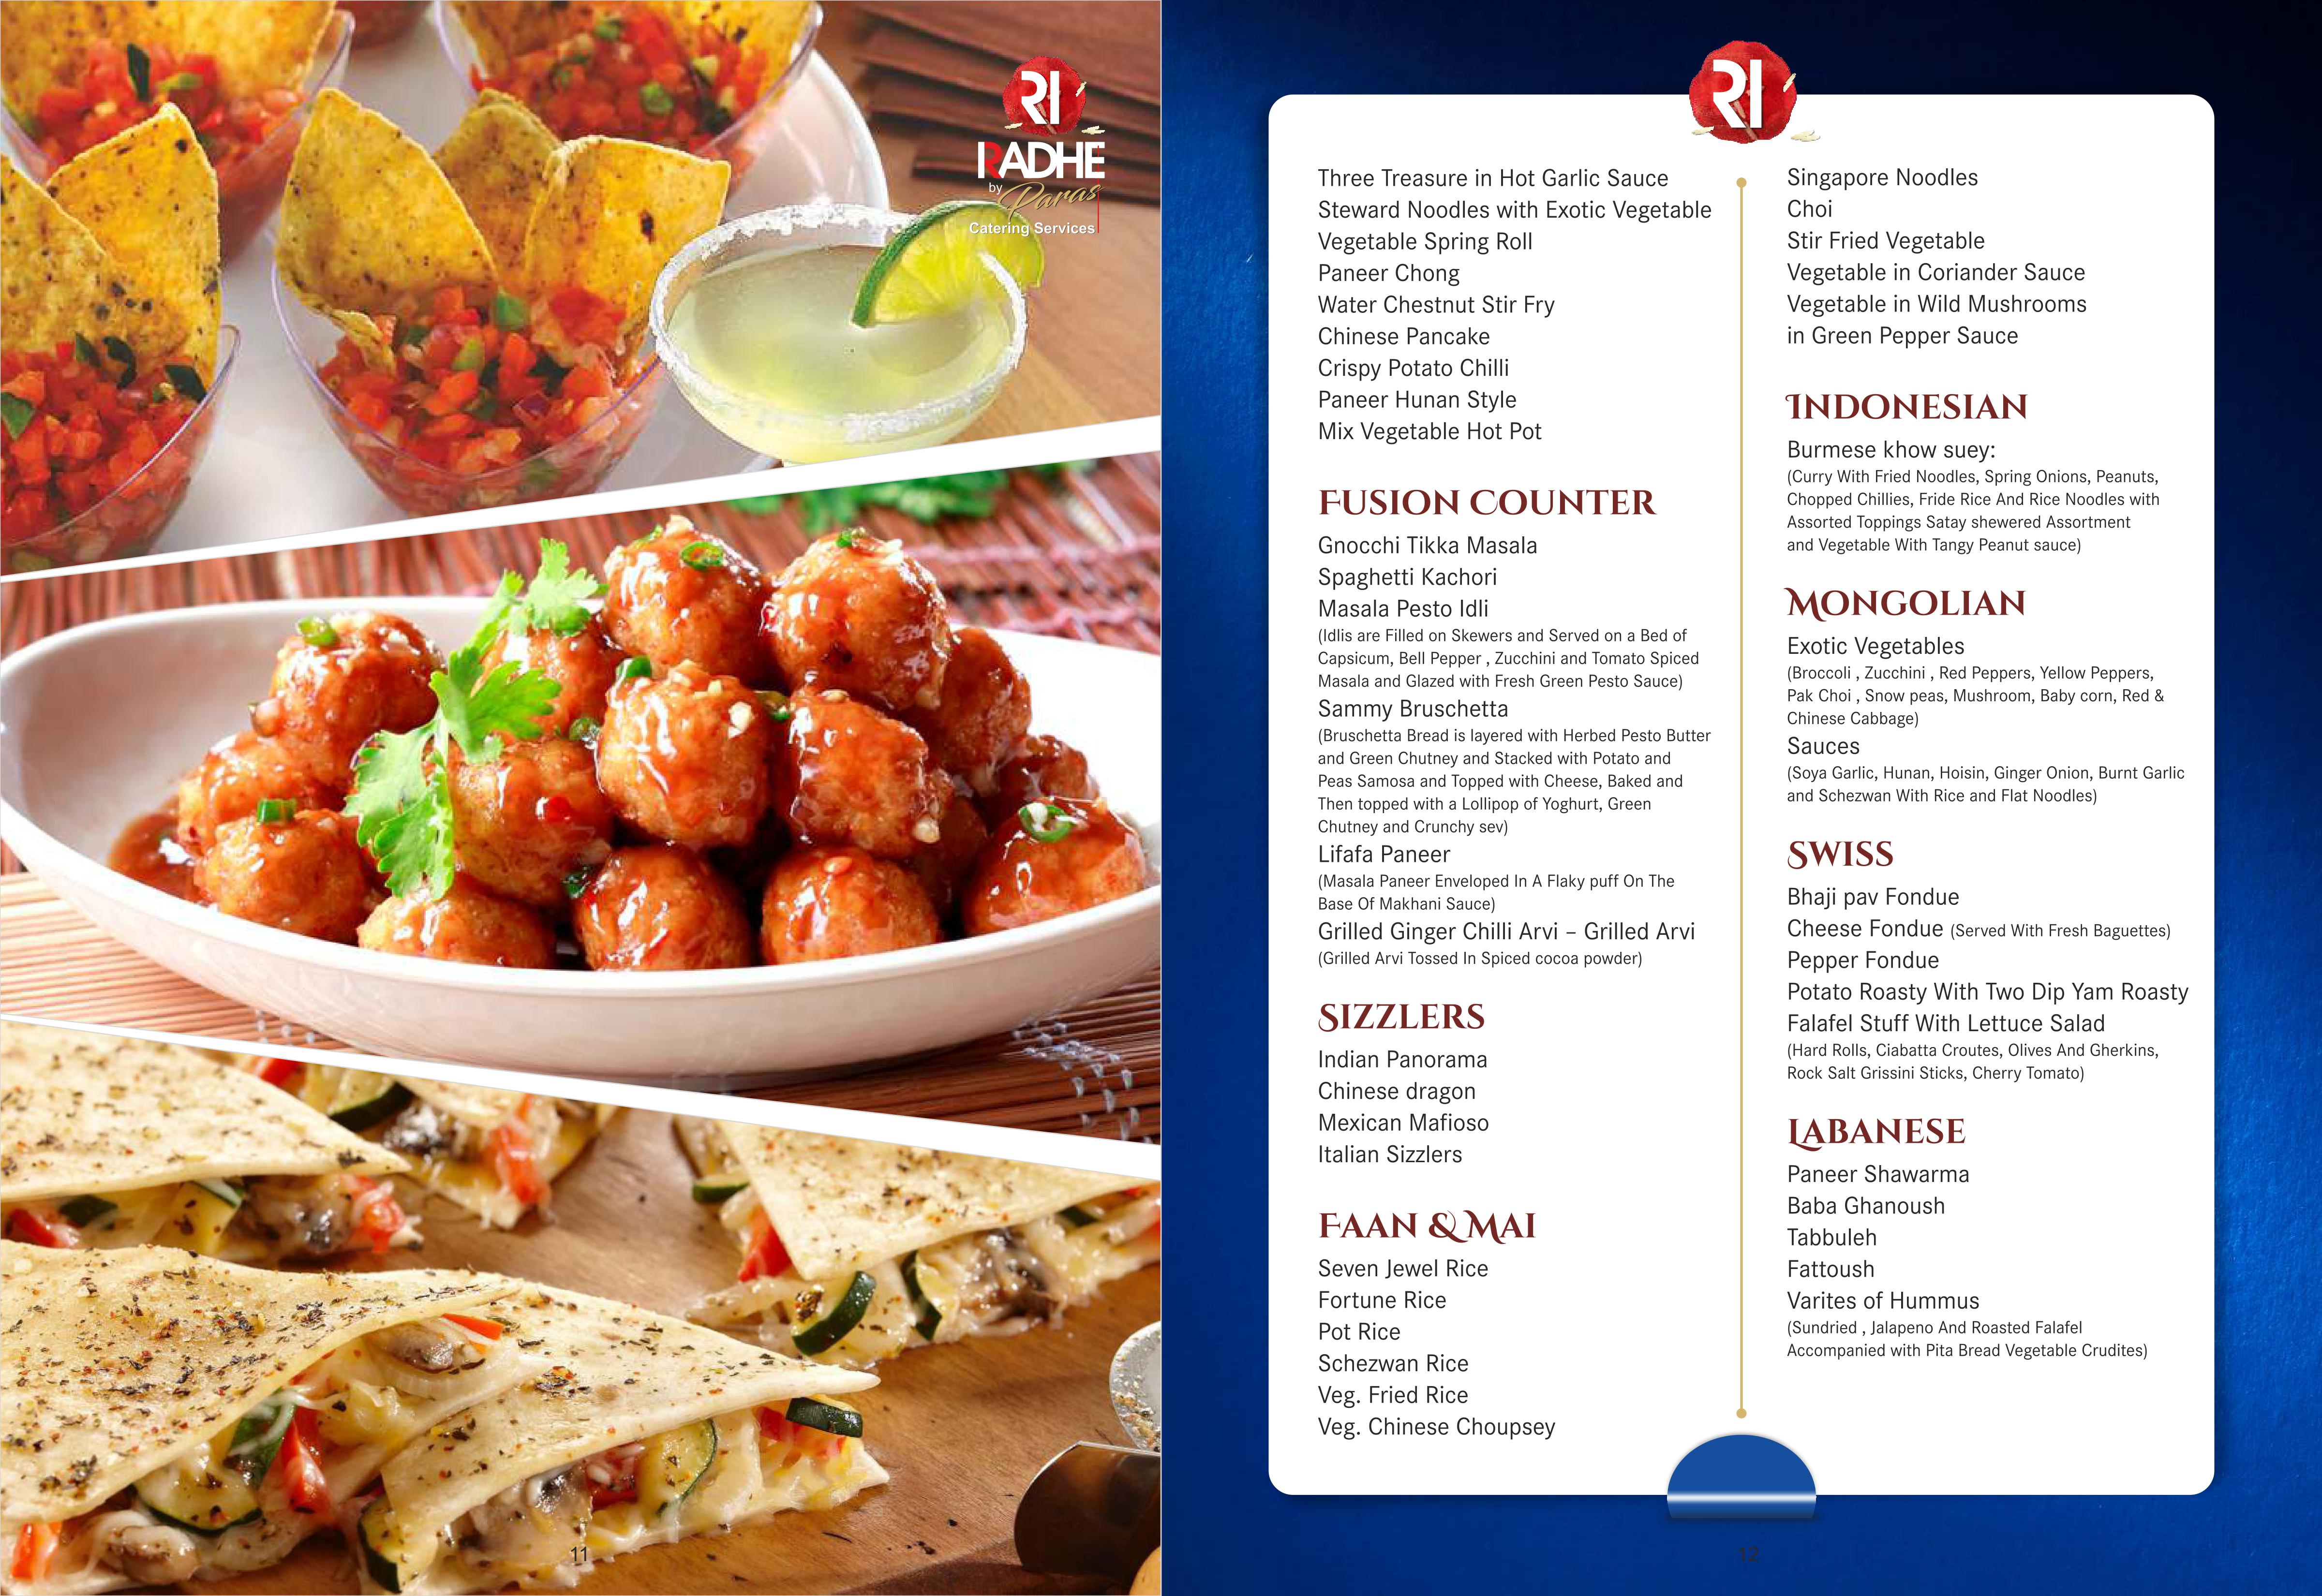 RI
RADHE
by Paras
Catering Services
11
RI
Three Treasure in Hot Garlic Sauce
Steward Noodles with Exotic Vegetable
Vegetable Spring Roll
Paneer Chong
Water Chestnut Stir Fry
Chinese Pancake
Crispy Potato Chilli
Paneer Hunan Style
Mix Vegetable Hot Pot
FUSION COUNTER
Gnocchi Tikka Masala
Spaghetti Kachori
Masala Pesto Idli
(Idlis are Filled on Skewers and Served on a Bed of
Capsicum, Bell Pepper , Zucchini and Tomato Spiced
Masala and Glazed with Fresh Green Pesto Sauce)
Sammy Bruschetta
(Bruschetta Bread is layered with Herbed Pesto Butter
and Green Chutney and Stacked with Potato and
Peas Samosa and Topped with Cheese, Baked and
Then topped with a Lollipop of Yoghurt, Green
Chutney and Crunchy sev)
Lifafa Paneer
(Masala Paneer Enveloped In A Flaky puff On The
Base Of Makhani Sauce)
Grilled Ginger Chilli Arvi – Grilled Arvi
(Grilled Arvi Tossed In Spiced cocoa powder)
SIZZLERS
Indian Panorama
Chinese dragon
Mexican Mafioso
Italian Sizzlers
FAAN & MAI
Seven Jewel Rice
Fortune Rice
Pot Rice
Schezwan Rice
Veg. Fried Rice
Veg. Chinese Choupsey
Singapore Noodles
Choi
Stir Fried Vegetable
Vegetable in Coriander Sauce
Vegetable in Wild Mushrooms
in Green Pepper Sauce
INDONESIAN
Burmese khow suey:
(Curry With Fried Noodles, Spring Onions, Peanuts,
Chopped Chillies, Fride Rice And Rice Noodles with
Assorted Toppings Satay shewered Assortment
and Vegetable With Tangy Peanut sauce)
MONGOLIAN
Exotic Vegetables
(Broccoli , Zucchini , Red Peppers, Yellow Peppers,
Pak Choi , Snow peas, Mushroom, Baby corn, Red &
Chinese Cabbage)
Sauces
(Soya Garlic, Hunan, Hoisin, Ginger Onion, Burnt Garlic
and Schezwan With Rice and Flat Noodles)
SWISS
Bhaji pav Fondue
Cheese Fondue (Served With Fresh Baguettes)
Pepper Fondue
Potato Roasty With Two Dip Yam Roasty
Falafel Stuff With Lettuce Salad
(Hard Rolls, Ciabatta Croutes, Olives And Gherkins,
Rock Salt Grissini Sticks, Cherry Tomato)
LABANESE
Paneer Shawarma
Baba Ghanoush
Tabbuleh
Fattoush
Varites of Hummus
(Sundried , Jalapeno And Roasted Falafel
Accompanied with Pita Bread Vegetable Crudites)
12